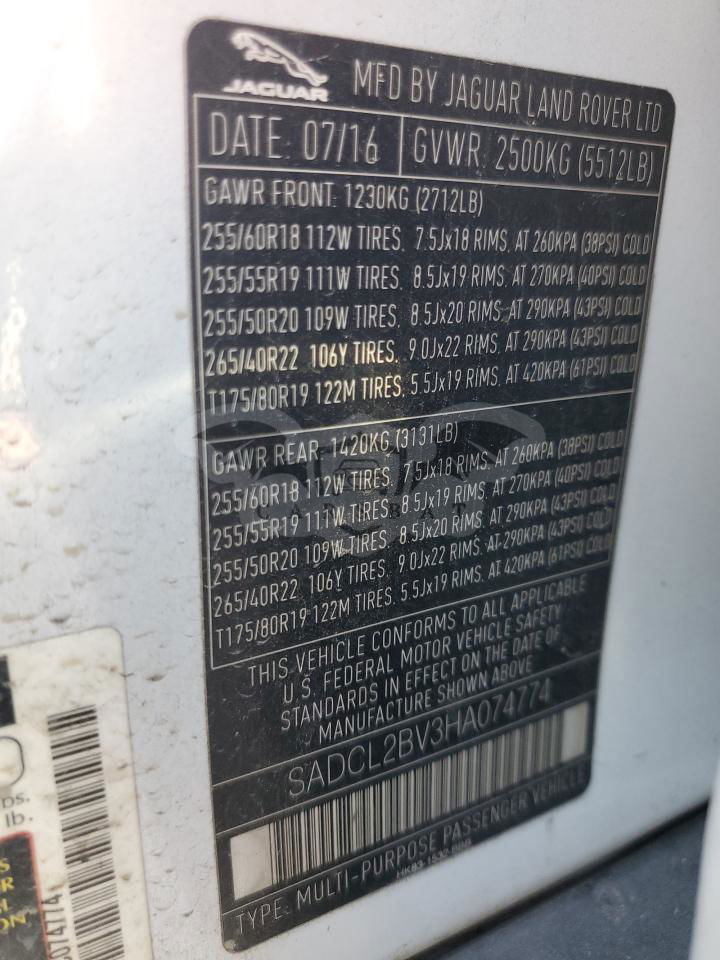 JAGUAR
MFD BY JAGUAR LAND ROVER LTD
DATE: 07/16
GVWR: 2500KG (5512LB)
GAWR FRONT: 1230KG (2712LB)
255/60R18 112W TIRES, 7.5Jx18 RIMS, AT 260KPA (38PSI) COLD
255/55R19 111W TIRES, 8.5Jx19 RIMS, AT 270KPA (40PSI) COLD
255/50R20 109W TIRES, 8.5Jx20 RIMS, AT 290KPA (43PSI) COLD
265/40R22 106Y TIRES, 9.0Jx22 RIMS, AT 290KPA (43PSI) COLD
T175/80R19 122M TIRES, 5.5Jx19 RIMS, AT 420KPA (61PSI) COLD
GAWR REAR: 1420KG (3131LB)
255/60R18 112W TIRES, 7.5Jx18 RIMS, AT 260KPA (38PSI) COLD
255/55R19 111W TIRES, 8.5Jx19 RIMS, AT 270KPA (40PSI) COLD
255/50R20 109W TIRES, 8.5Jx20 RIMS, AT 290KPA (43PSI) COLD
265/40R22 106Y TIRES, 9.0Jx22 RIMS, AT 290KPA (43PSI) COLD
T175/80R19 122M TIRES, 5.5Jx19 RIMS, AT 420KPA (61PSI) COLD
THIS VEHICLE CONFORMS TO ALL APPLICABLE
U.S. FEDERAL MOTOR VEHICLE SAFETY
STANDARDS IN EFFECT ON THE DATE OF
MANUFACTURE SHOWN ABOVE
SADCL2BV3HA074774
TYPE: MULTI-PURPOSE PASSENGER VEHICLE
HK83-1532-BBB
lb.
074774